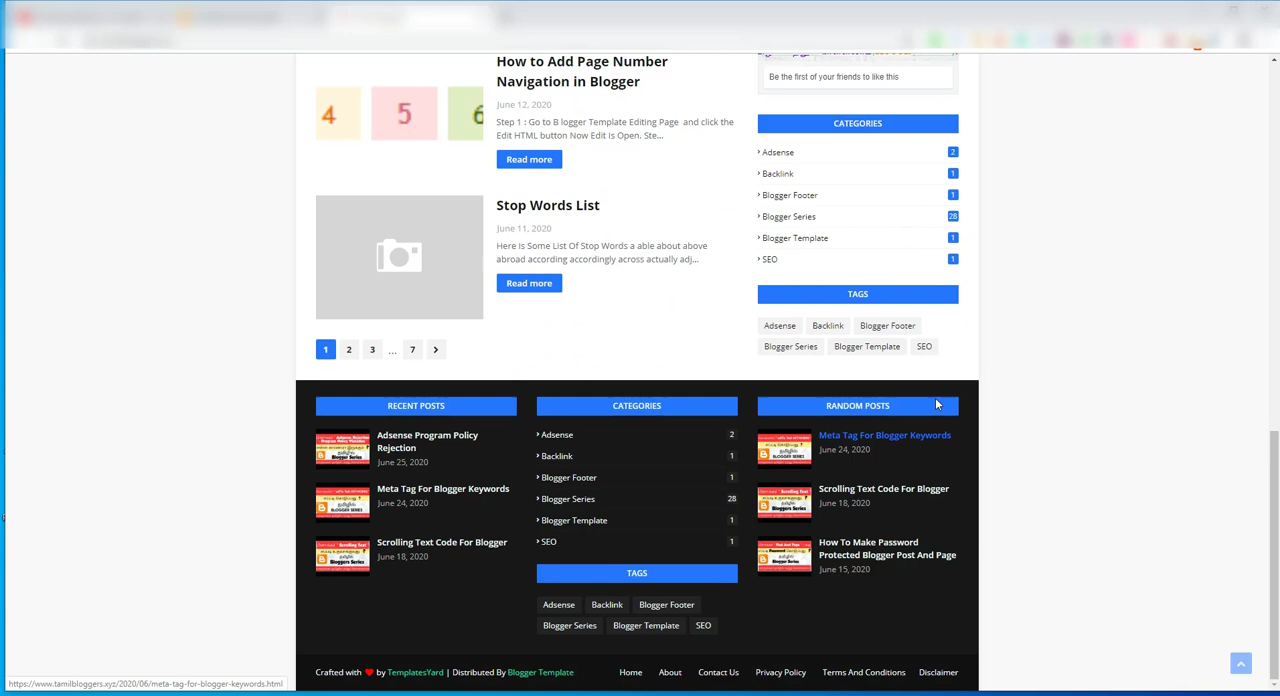 How to Add Page Number
Navigation in Blogger
June 12, 2020
Step 1 : Go to B logger Template Editing Page  and click the
Edit HTML button Now Edit Is Open. Ste...
Read more
4 5 6
Stop Words List
June 11, 2020
Here Is Some List Of Stop Words a able about above
abroad according accordingly across actually adj...
Read more
1 2 3 ... 7 >
Be the first of your friends to like this
CATEGORIES
Adsense 2
Backlink 1
Blogger Footer 1
Blogger Series 28
Blogger Template 1
SEO 1
TAGS
Adsense Backlink Blogger Footer
Blogger Series Blogger Template SEO
RECENT POSTS
Adsense Program Policy
Rejection
June 25, 2020
Meta Tag For Blogger Keywords
June 24, 2020
Scrolling Text Code For Blogger
June 18, 2020
CATEGORIES
Adsense 2
Backlink 1
Blogger Footer 1
Blogger Series 28
Blogger Template 1
SEO 1
TAGS
Adsense Backlink Blogger Footer
Blogger Series Blogger Template SEO
RANDOM POSTS
Meta Tag For Blogger Keywords
June 24, 2020
Scrolling Text Code For Blogger
June 18, 2020
How To Make Password
Protected Blogger Post And Page
June 15, 2020
Crafted with ❤ by TemplatesYard | Distributed By Blogger Template
Home About Contact Us Privacy Policy Terms And Conditions Disclaimer
https://www.tamilbloggers.xyz/2020/06/meta-tag-for-blogger-keywords.html